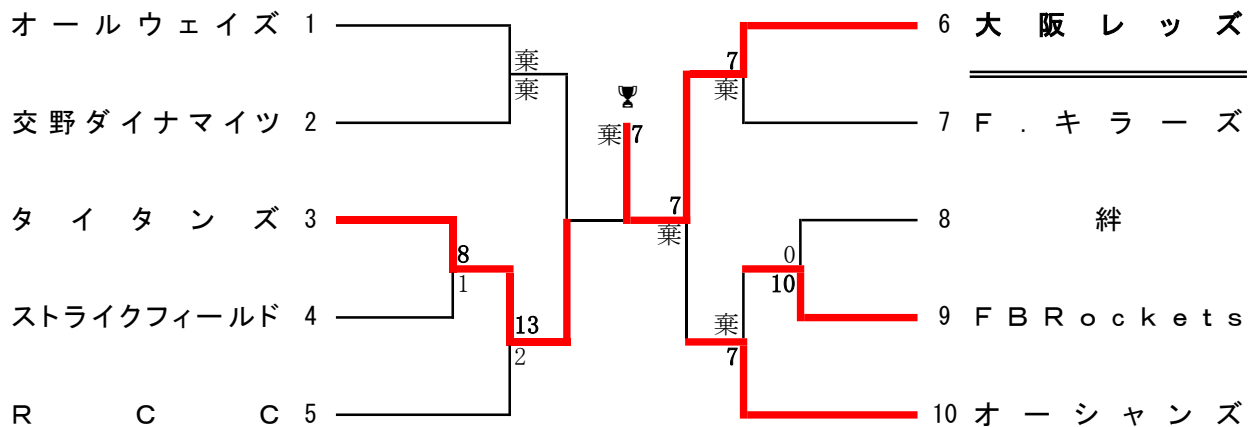 オールウェイズ 1
棄
棄
交野ダイナマイツ 2
タイタンズ 3
8
1
ストライクフィールド 4
13
2
RCC 5
棄 7
7
棄
6 大阪レッズ
7
棄
7 F.キラーズ
8 絆
0
10
9 FBRockets
棄
7
10 オーシャンズ